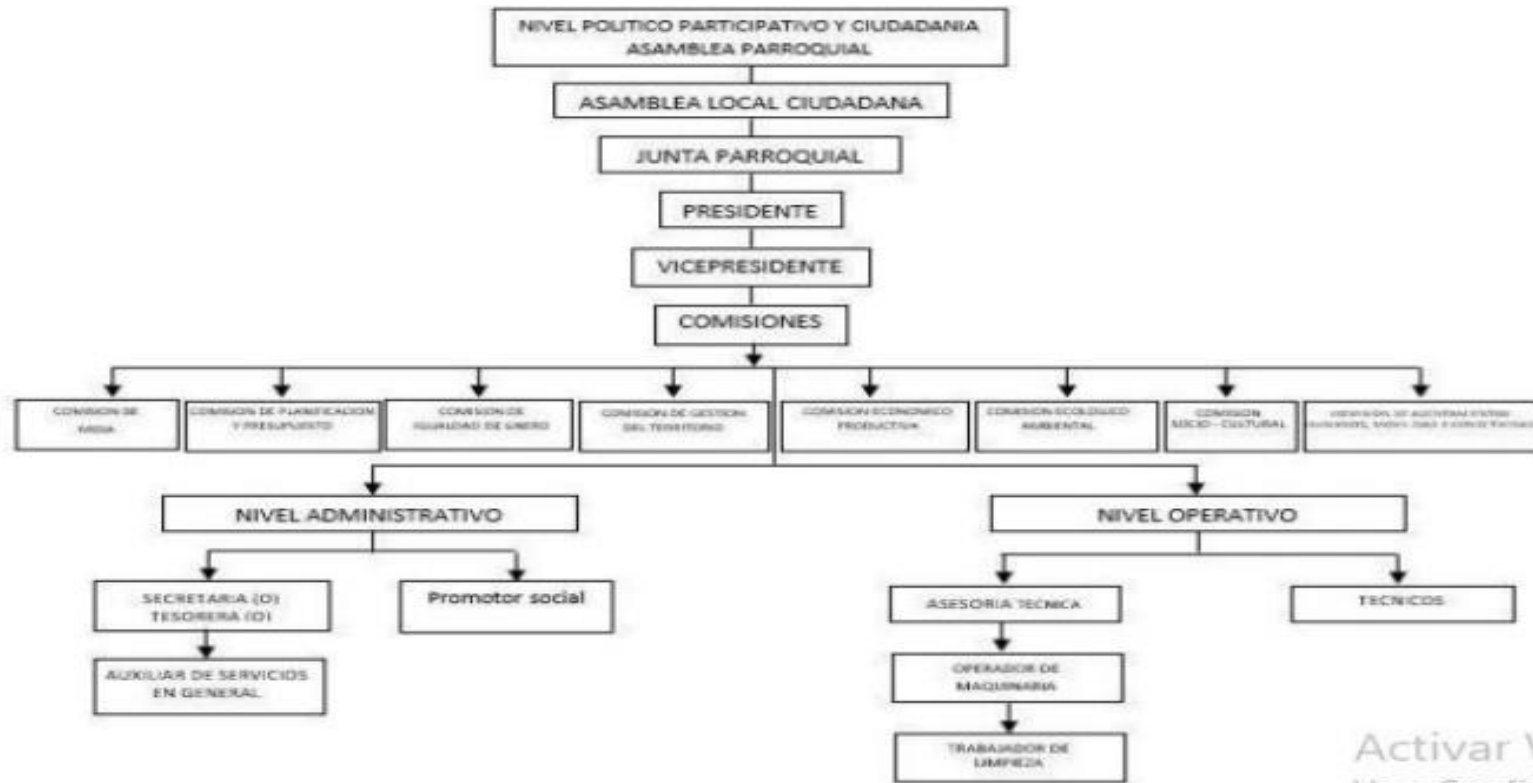 NIVEL POLITICO PARTICIPATIVO Y CIUDADANIA
ASAMBLEA PARROQUIAL
ASAMBLEA LOCAL CIUDADANA
JUNTA PARROQUIAL
PRESIDENTE
VICEPRESIDENTE
COMISIONES
COMISION DE
MESA
COMISION DE PLANIFICACION
Y PRESUPUESTO
COMISION DE
IGUALDAD DE GNERO
COMISION DE GESTION
DEL TERRITORIO
COMISION ECONOMICO
PRODUCTIVA
COMISION ECOLOGICO
AMBIENTAL
COMISION
SOCIO - CULTURAL
NIVEL ADMINISTRATIVO
NIVEL OPERATIVO
SECRETARIA (O)
TESORERA (O)
Promotor social
ASESORIA TECNICA
TECNICOS
AUXILIAR DE SERVICIOS
EN GENERAL
OPERADOR DE
MAQUINARIA
TRABAJADOR DE
LIMPIEZA
Activar